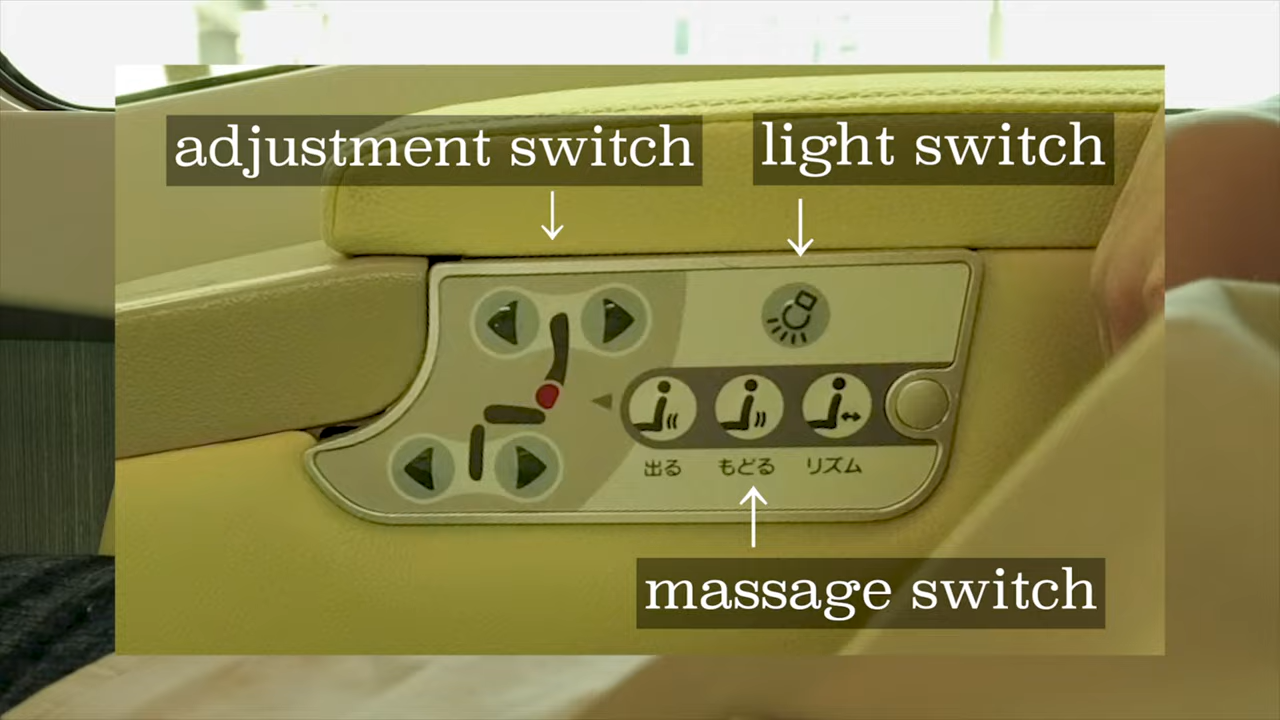 adjustment switch
light switch
出る もどる リズム
massage switch